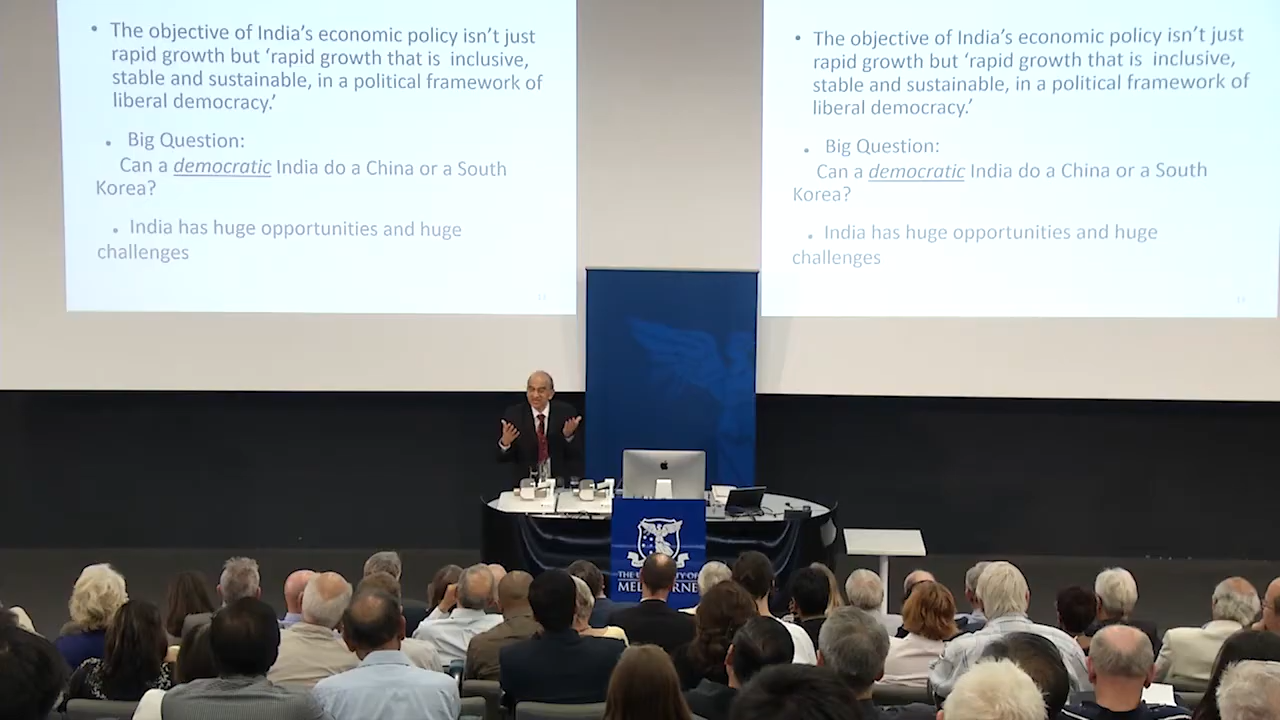 • The objective of India's economic policy isn't just
rapid growth but 'rapid growth that is inclusive,
stable and sustainable, in a political framework of
liberal democracy.'
• Big Question:
Can a democratic India do a China or a South
Korea?
• India has huge opportunities and huge
challenges
• The objective of India's economic policy isn't just
rapid growth but 'rapid growth that is inclusive,
stable and sustainable, in a political framework of
liberal democracy.'
• Big Question:
Can a democratic India do a China or a South
Korea?
• India has huge opportunities and huge
challenges
THE
OF